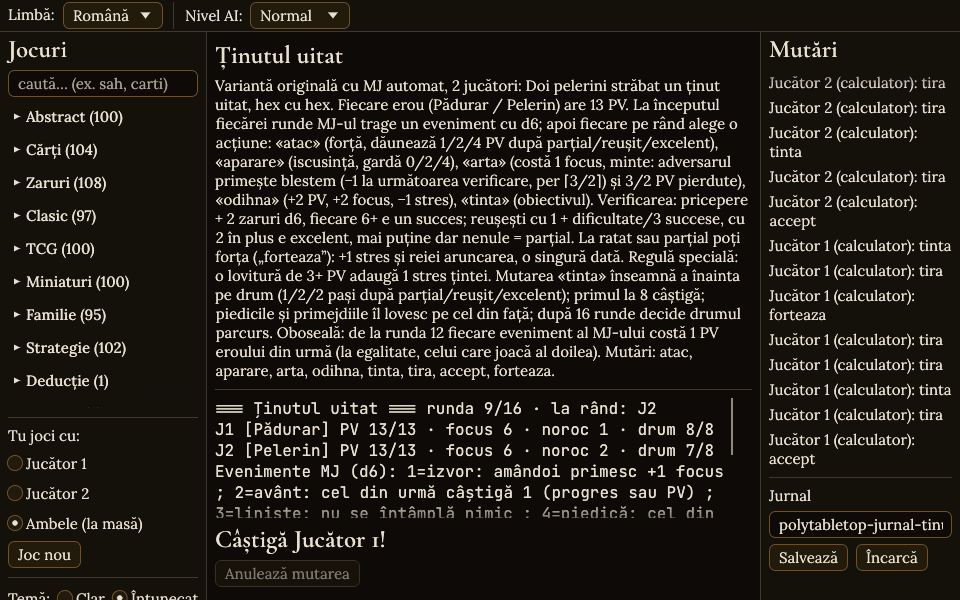 Limbă: Română ▼ Nivel AI: Normal ▼
Jocuri
caută... (ex. sah, carti)
▸ Abstract (100)
▸ Cărți (104)
▸ Zaruri (108)
▸ Clasic (97)
▸ TCG (100)
▸ Miniaturi (100)
▸ Familie (95)
▸ Strategie (102)
▸ Deducție (1)
Tu joci cu:
Jucător 1
Jucător 2
Ambele (la masă)
Joc nou
Temă: Clar Întunecat
Ținutul uitat
Variantă originală cu MJ automat, 2 jucători: Doi pelerini străbat un ținut
uitat, hex cu hex. Fiecare erou (Pădurar / Pelerin) are 13 PV. La începutul
fiecărei runde MJ-ul trage un eveniment cu d6; apoi fiecare pe rând alege o
acțiune: «atac» (forță, dăunează 1/2/4 PV după parțial/reușit/excelent),
«aparare» (iscusință, gardă 0/2/4), «arta» (costă 1 focus, minte: adversarul
primește blestem (−1 la următoarea verificare, per ⌈3/2⌉) și 3/2 PV pierdute),
«odihna» (+2 PV, +2 focus, −1 stres), «tinta» (obiectivul). Verificarea: pricepere
+ 2 zaruri d6, fiecare 6+ e un succes; reușești cu 1 + dificultate/3 succese, cu
2 în plus e excelent, mai puține dar nenule = parțial. La ratat sau parțial poți
forța („forteaza”): +1 stres și reiei aruncarea, o singură dată. Regulă specială:
o lovitură de 3+ PV adaugă 1 stres țintei. Mutarea «tinta» înseamnă a înainta
pe drum (1/2/2 pași după parțial/reușit/excelent); primul la 8 câștigă;
piedicile și primejdiile îl lovesc pe cel din față; după 16 runde decide drumul
parcurs. Oboseală: de la runda 12 fiecare eveniment al MJ-ului costă 1 PV
eroului din urmă (la egalitate, celui care joacă al doilea). Mutări: atac,
aparare, arta, odihna, tinta, tira, accept, forteaza.
═══ Ținutul uitat ═══ runda 9/16 · la rând: J2
J1 [Pădurar] PV 13/13 · focus 6 · noroc 1 · drum 8/8
J2 [Pelerin] PV 13/13 · focus 6 · noroc 2 · drum 7/8
Evenimente MJ (d6): 1=izvor: amândoi primesc +1 focus
; 2=avânt: cel din urmă câștigă 1 (progres sau PV) ;
3=liniște: nu se întâmplă nimic ; 4=piedică: cel din
Câștigă Jucător 1!
Anulează mutarea
Mutări
Jucător 2 (calculator): tira
Jucător 2 (calculator): tira
Jucător 2 (calculator):
tinta
Jucător 2 (calculator): tira
Jucător 2 (calculator):
accept
Jucător 1 (calculator): tinta
Jucător 1 (calculator): tira
Jucător 1 (calculator):
forteaza
Jucător 1 (calculator): tira
Jucător 1 (calculator): tira
Jucător 1 (calculator): tinta
Jucător 1 (calculator): tira
Jucător 1 (calculator):
accept
Jurnal
polytabletop-jurnal-tinu
Salvează Încarcă